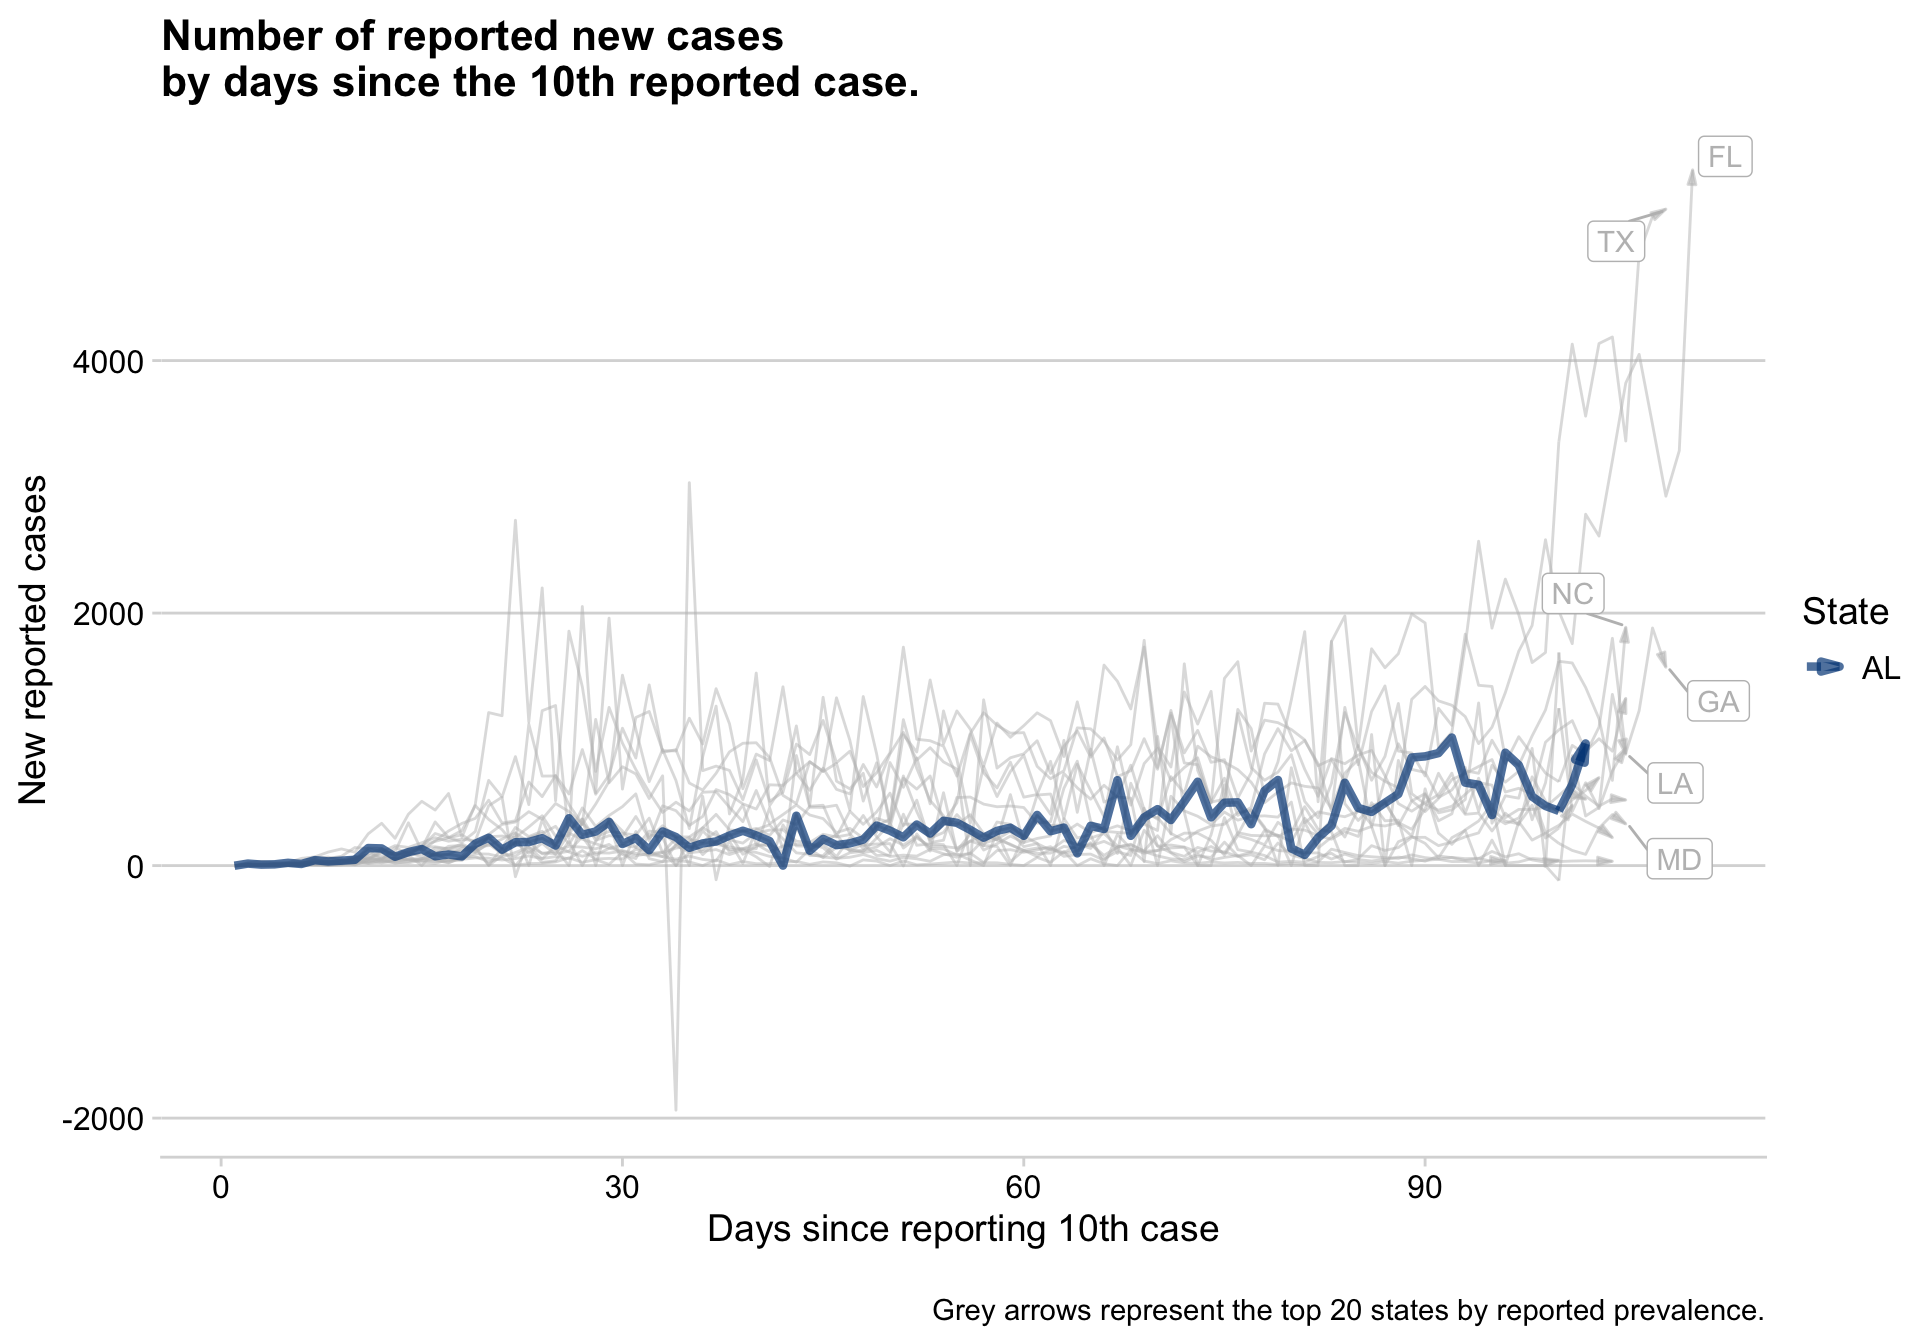 Number of reported new cases
by days since the 10th reported case.
FL
TX
4000
NC
2000
GA
LA
MD
0
-2000
0 30 60 90
New reported cases
Days since reporting 10th case
State
AL
Grey arrows represent the top 20 states by reported prevalence.